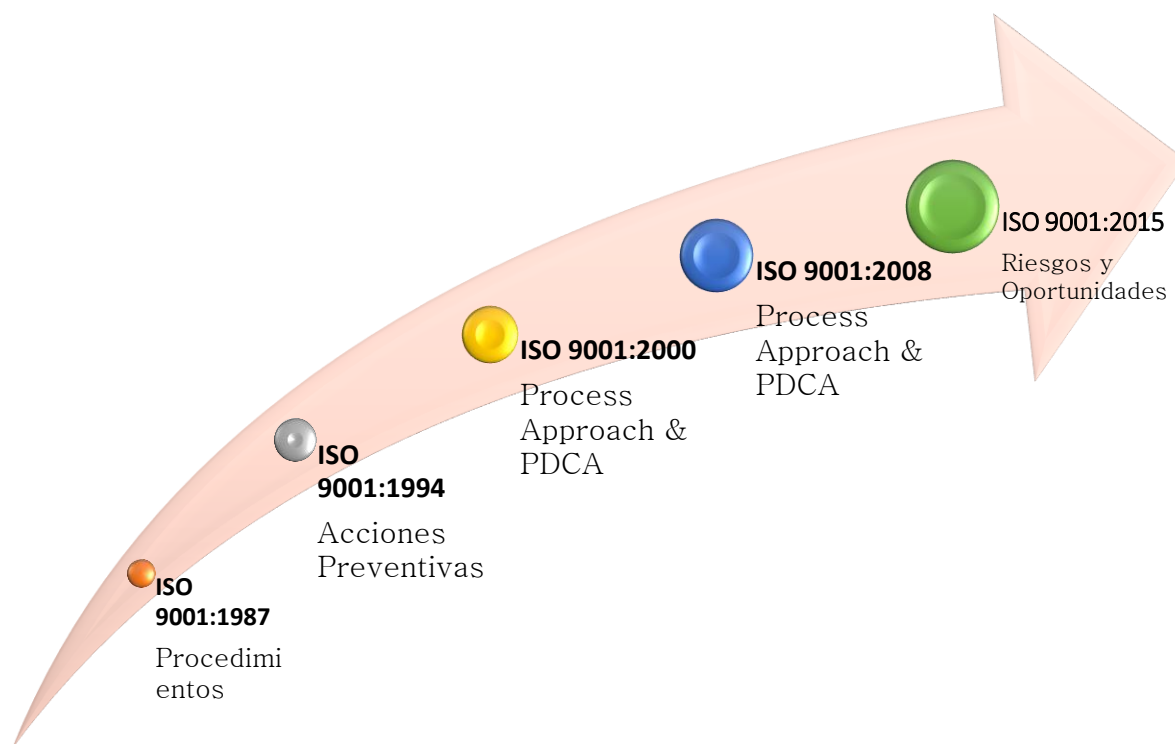 ISO
9001:1987
Procedimi
entos
ISO
9001:1994
Acciones
Preventivas
ISO 9001:2000
Process
Approach &
PDCA
ISO 9001:2008
Process
Approach &
PDCA
ISO 9001:2015
Riesgos y
Oportunidades